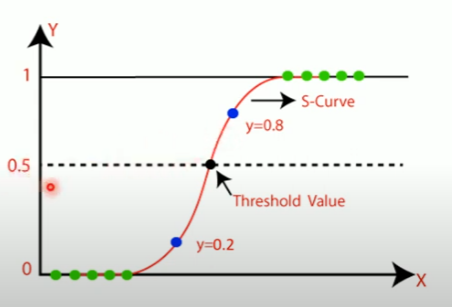 Y
1
S-Curve
y=0.8
0.5
Threshold Value
y=0.2
0
X